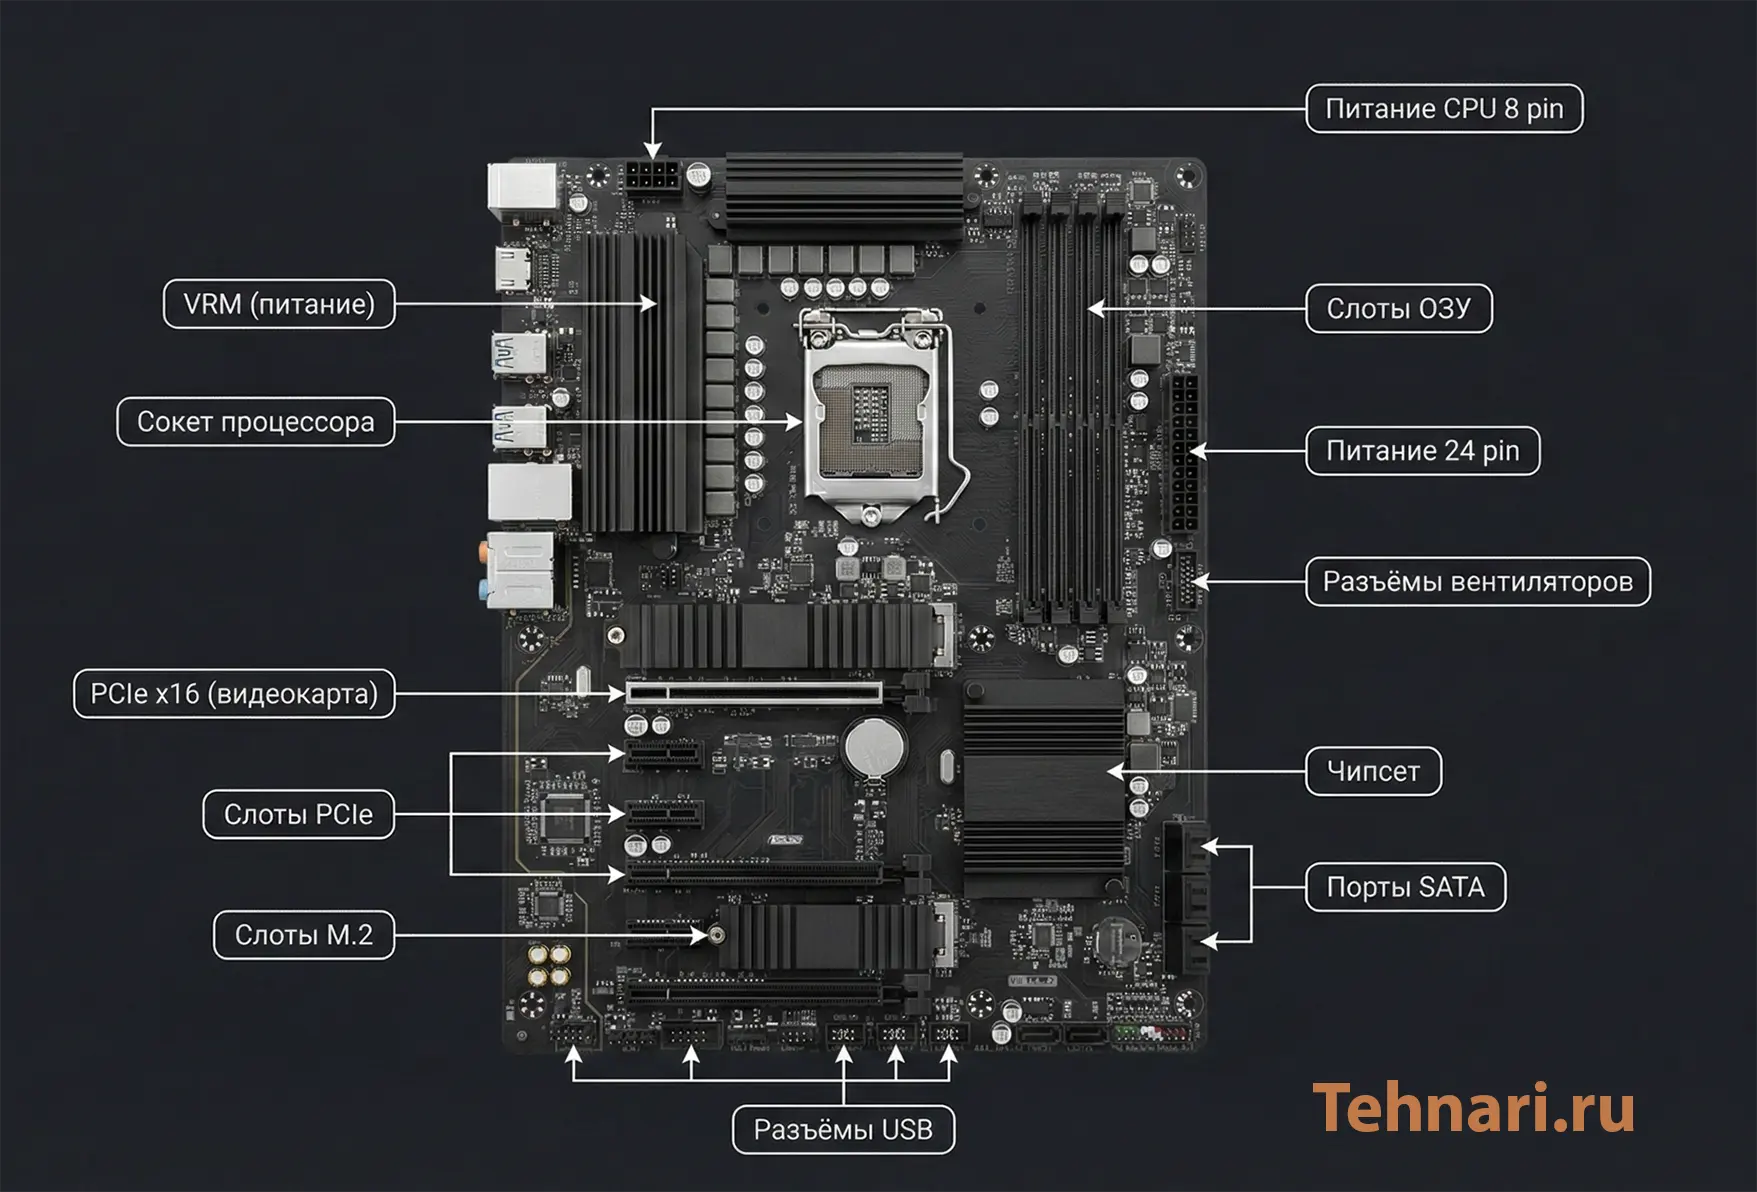 Питание CPU 8 pin
VRM (питание)
Слоты ОЗУ
Сокет процессора
Питание 24 pin
Разъёмы вентиляторов
PCIe x16 (видеокарта)
Чипсет
Слоты PCIe
Порты SATA
Слоты M.2
Разъёмы USB
Tehnari.ru